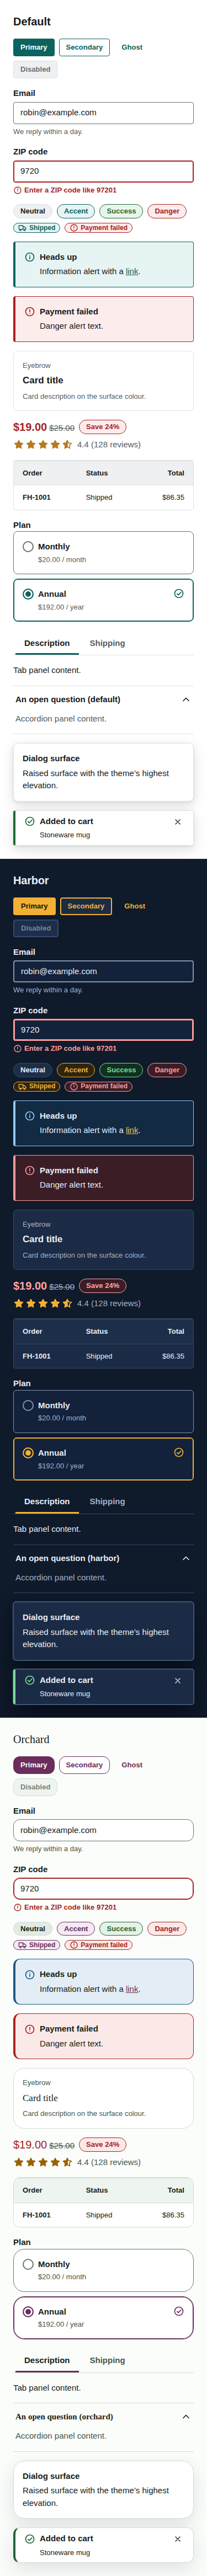 Default
Primary Secondary Ghost
Disabled
Email
robin@example.com
We reply within a day.
ZIP code
9720
Enter a ZIP code like 97201
Neutral Accent Success Danger
Shipped Payment failed
Heads up
Information alert with a link.
Payment failed
Danger alert text.
Eyebrow
Card title
Card description on the surface colour.
$19.00 $25.00 Save 24%
4.4 (128 reviews)
Order Status Total
FH-1001 Shipped $86.35
Plan
Monthly
$20.00 / month
Annual
$192.00 / year
Description Shipping
Tab panel content.
An open question (default)
Accordion panel content.
Dialog surface
Raised surface with the theme's highest
elevation.
Added to cart
Stoneware mug
Harbor
Primary Secondary Ghost
Disabled
Email
robin@example.com
We reply within a day.
ZIP code
9720
Enter a ZIP code like 97201
Neutral Accent Success Danger
Shipped Payment failed
Heads up
Information alert with a link.
Payment failed
Danger alert text.
Eyebrow
Card title
Card description on the surface colour.
$19.00 $25.00 Save 24%
4.4 (128 reviews)
Order Status Total
FH-1001 Shipped $86.35
Plan
Monthly
$20.00 / month
Annual
$192.00 / year
Description Shipping
Tab panel content.
An open question (harbor)
Accordion panel content.
Dialog surface
Raised surface with the theme's highest
elevation.
Added to cart
Stoneware mug
Orchard
Primary Secondary Ghost
Disabled
Email
robin@example.com
We reply within a day.
ZIP code
9720
Enter a ZIP code like 97201
Neutral Accent Success Danger
Shipped Payment failed
Heads up
Information alert with a link.
Payment failed
Danger alert text.
Eyebrow
Card title
Card description on the surface colour.
$19.00 $25.00 Save 24%
4.4 (128 reviews)
Order Status Total
FH-1001 Shipped $86.35
Plan
Monthly
$20.00 / month
Annual
$192.00 / year
Description Shipping
Tab panel content.
An open question (orchard)
Accordion panel content.
Dialog surface
Raised surface with the theme's highest
elevation.
Added to cart
Stoneware mug